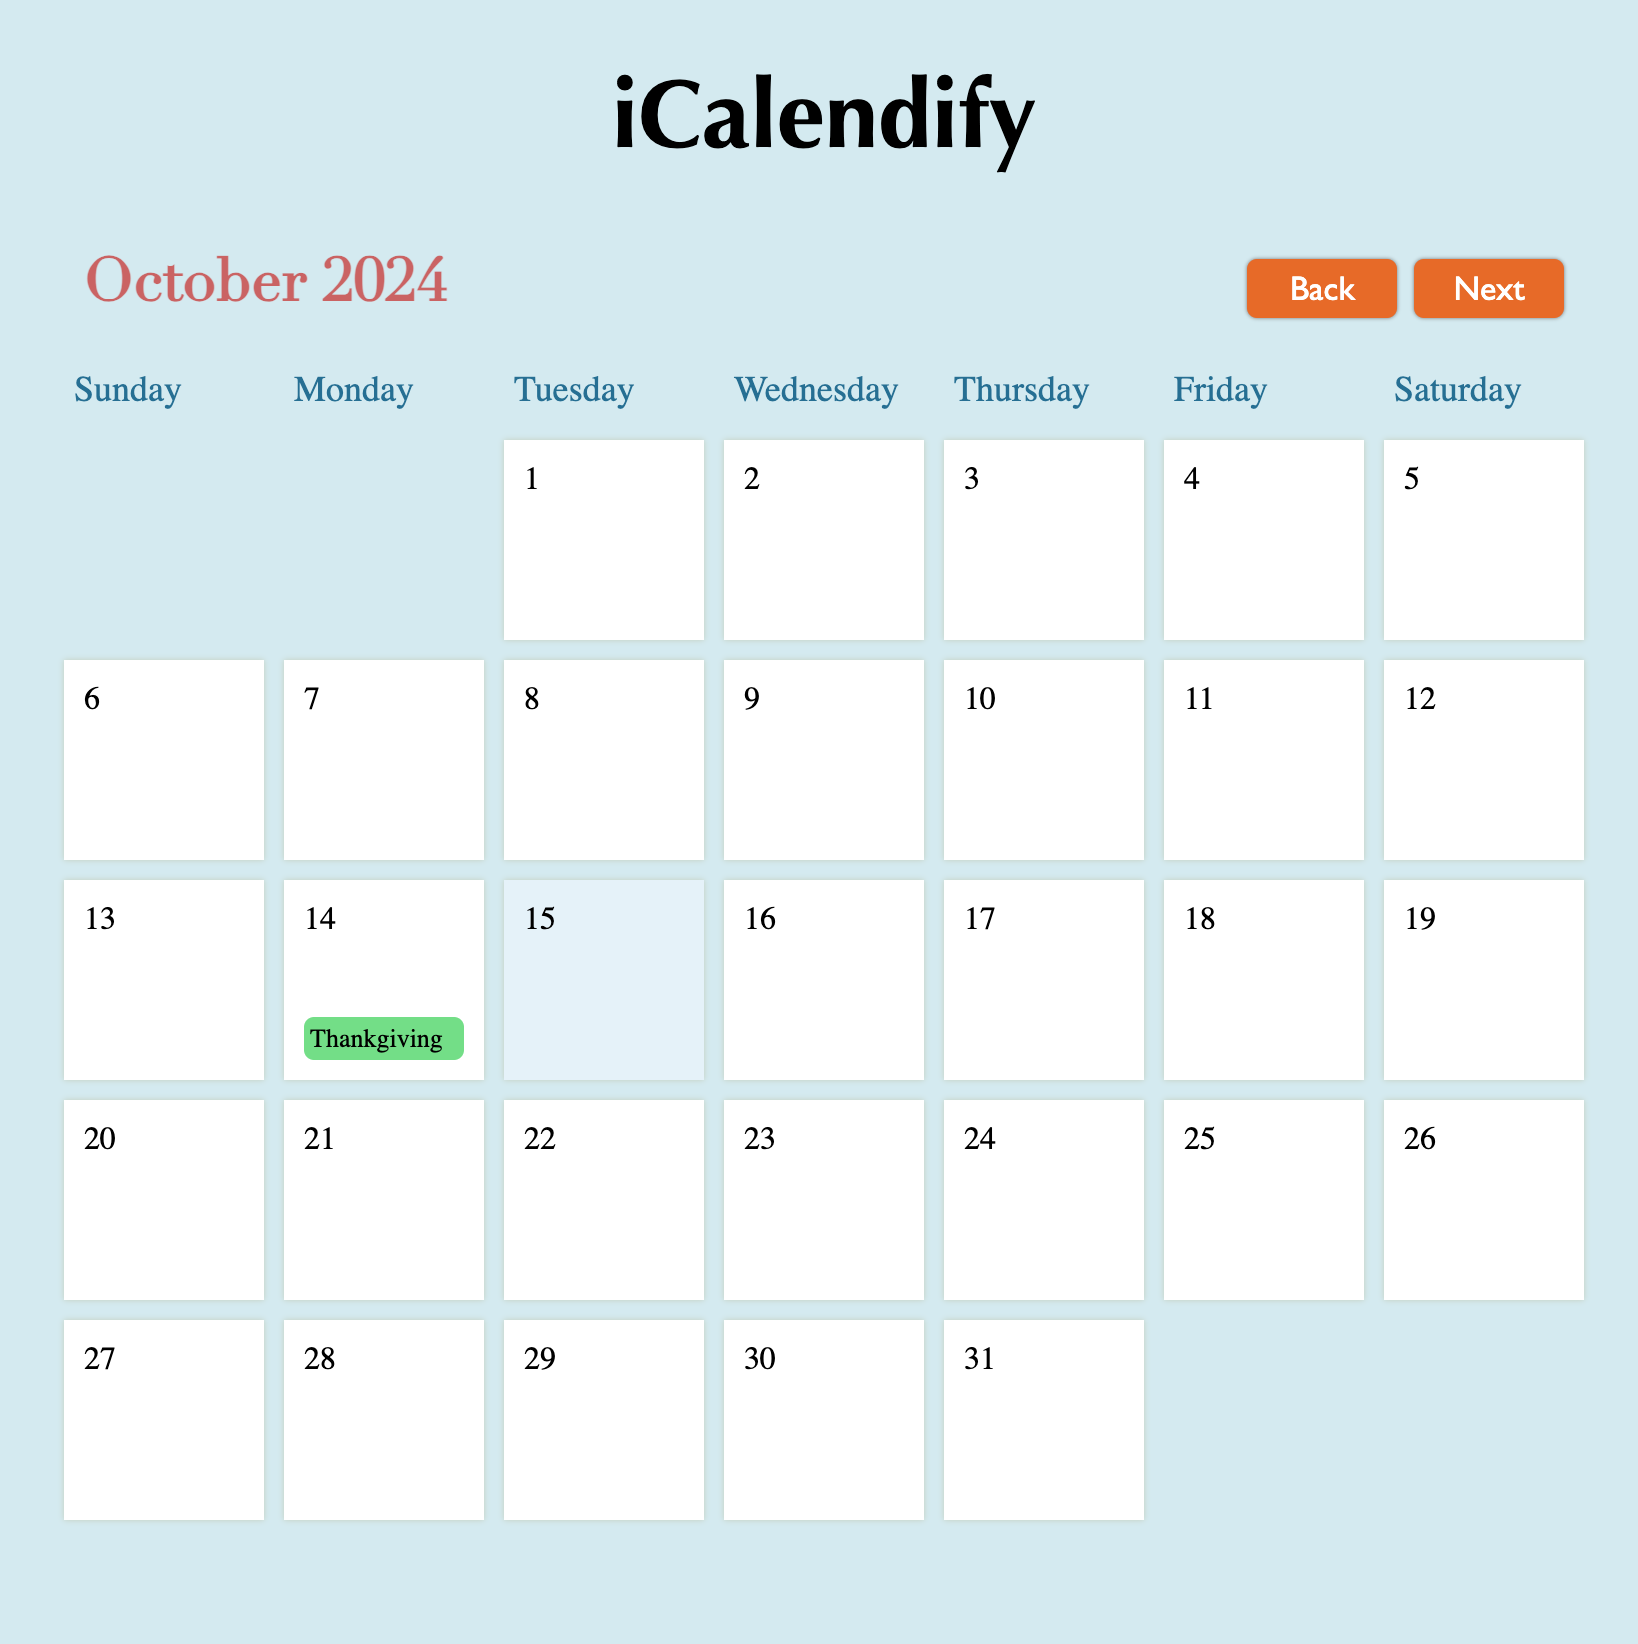 iCalendify
October 2024 Back Next
Sunday Monday Tuesday Wednesday Thursday Friday Saturday
1 2 3 4 5
6 7 8 9 10 11 12
13 14 15 16 17 18 19
Thankgiving
20 21 22 23 24 25 26
27 28 29 30 31